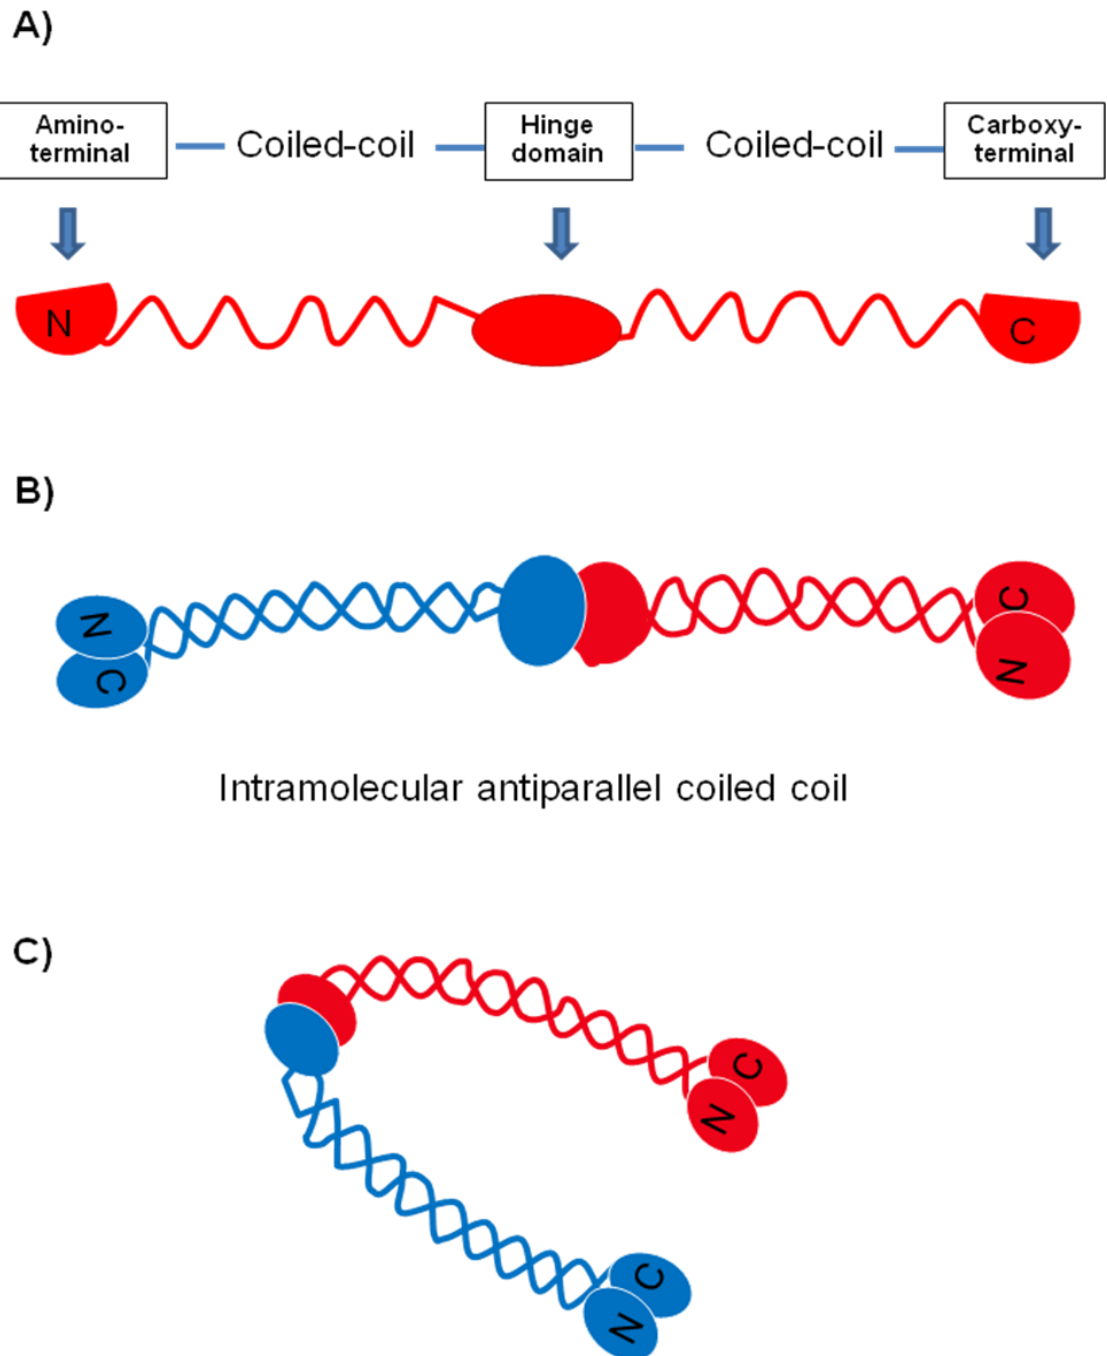 A)
Amino-
terminal
Coiled-coil
Hinge
domain
Coiled-coil
Carboxy-
terminal
N
C
B)
N
C
C
N
Intramolecular antiparallel coiled coil
C)
C
N
C
N